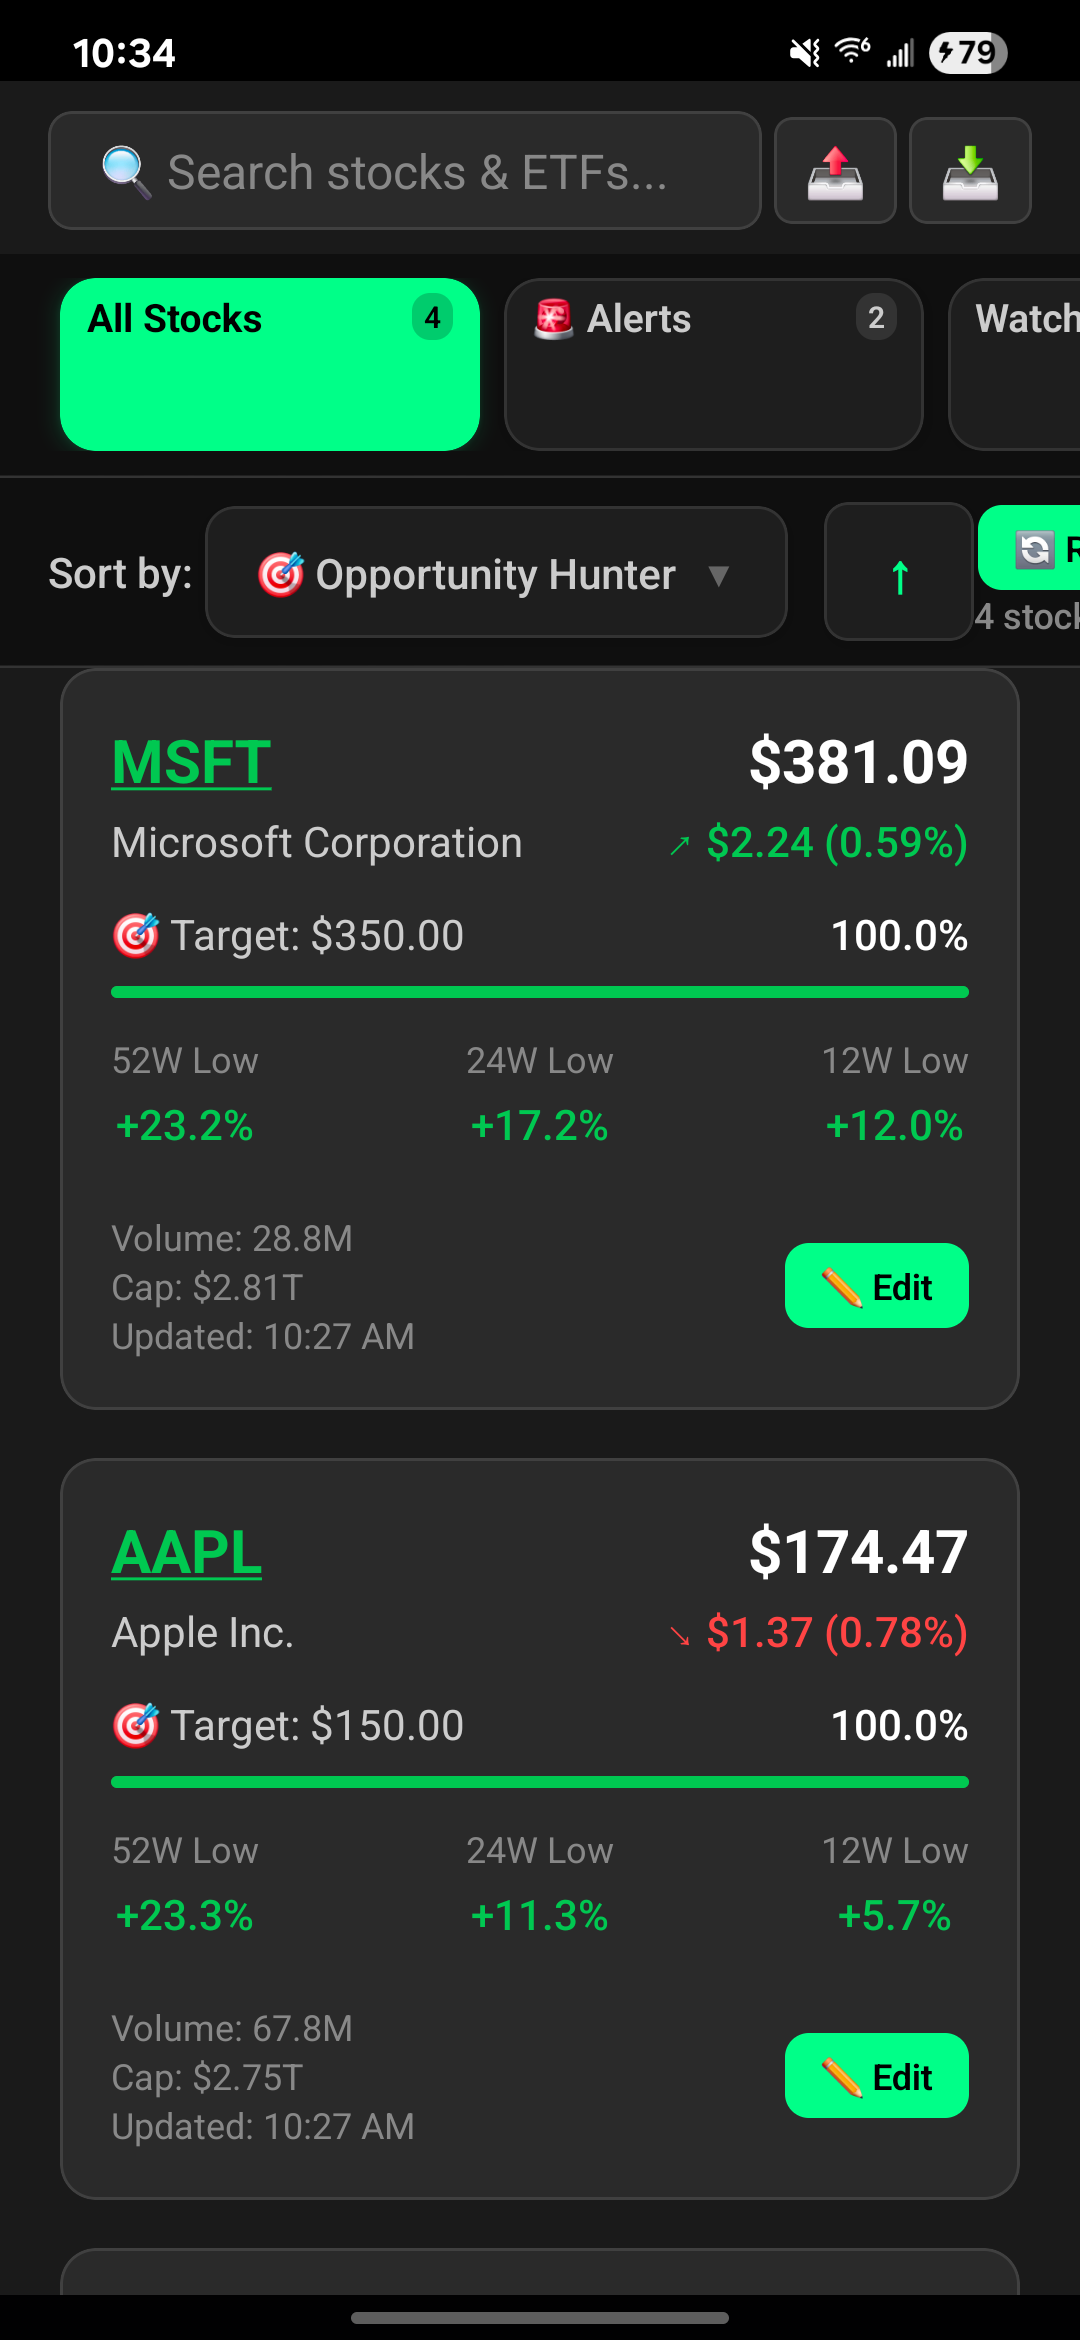 10:34
6
79
Search stocks & ETFs...
All Stocks 4
Alerts 2
Watch
Sort by:
Opportunity Hunter ▼
↑
R
4 stock
MSFT
$381.09
Microsoft Corporation
↗ $2.24 (0.59%)
Target: $350.00
100.0%
52W Low 24W Low 12W Low
+23.2% +17.2% +12.0%
Volume: 28.8M
Cap: $2.81T
Updated: 10:27 AM
Edit
AAPL
$174.47
Apple Inc.
↘ $1.37 (0.78%)
Target: $150.00
100.0%
52W Low 24W Low 12W Low
+23.3% +11.3% +5.7%
Volume: 67.8M
Cap: $2.75T
Updated: 10:27 AM
Edit